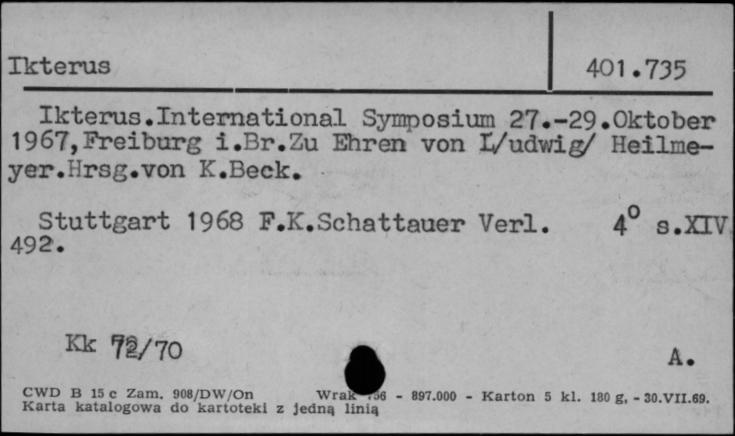 Ikterus
401.735
Ikterus.International Symposium 27.-29.Oktober
1967,Freiburg i.Br.Zu Ehren von L/udwig/ Heilme-
yer.Hrsg.von K.Beck.
Stuttgart 1968 F.K.Schattauer Verl. 4° s.XIV,
492.
Kk 72/70
A.
CWD B 15 c Zam. 908/DW/On Wrak - 897.000 - Karton 5 kl. 180 g. - 30.VII.69.
Karta katalogowa do kartoteki z jedną linią